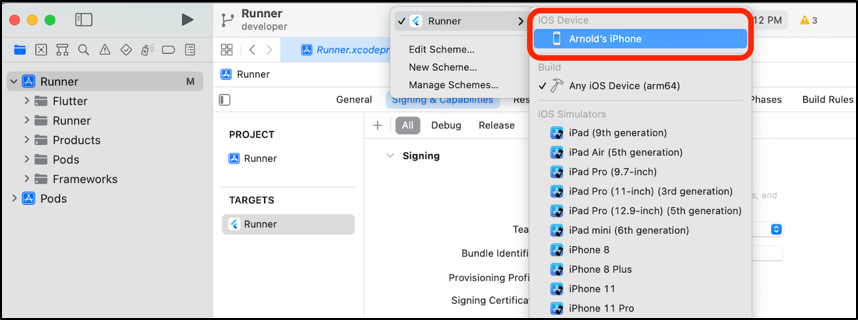 Runner
developer
Runner
iOS Device
12 PM
3
Arnold's iPhone
Runner.xcodepr
Edit Scheme...
New Scheme...
Manage Schemes...
Build
Any iOS Device (arm64)
Runner
M
Flutter
Runner
Products
Pods
Frameworks
Pods
Runner
General
Signing & Capabilities
Res
Phases
Build Rules
PROJECT
Runner
TARGETS
Runner
All
Debug
Release
Signing
s, and
Tea
Bundle Identifi
Provisioning Profi
Signing Certifica
iOS Simulators
iPad (9th generation)
iPad Air (5th generation)
iPad Pro (9.7-inch)
iPad Pro (11-inch) (3rd generation)
iPad Pro (12.9-inch) (5th generation)
iPad mini (6th generation)
iPhone 8
iPhone 8 Plus
iPhone 11
iPhone 11 Pro